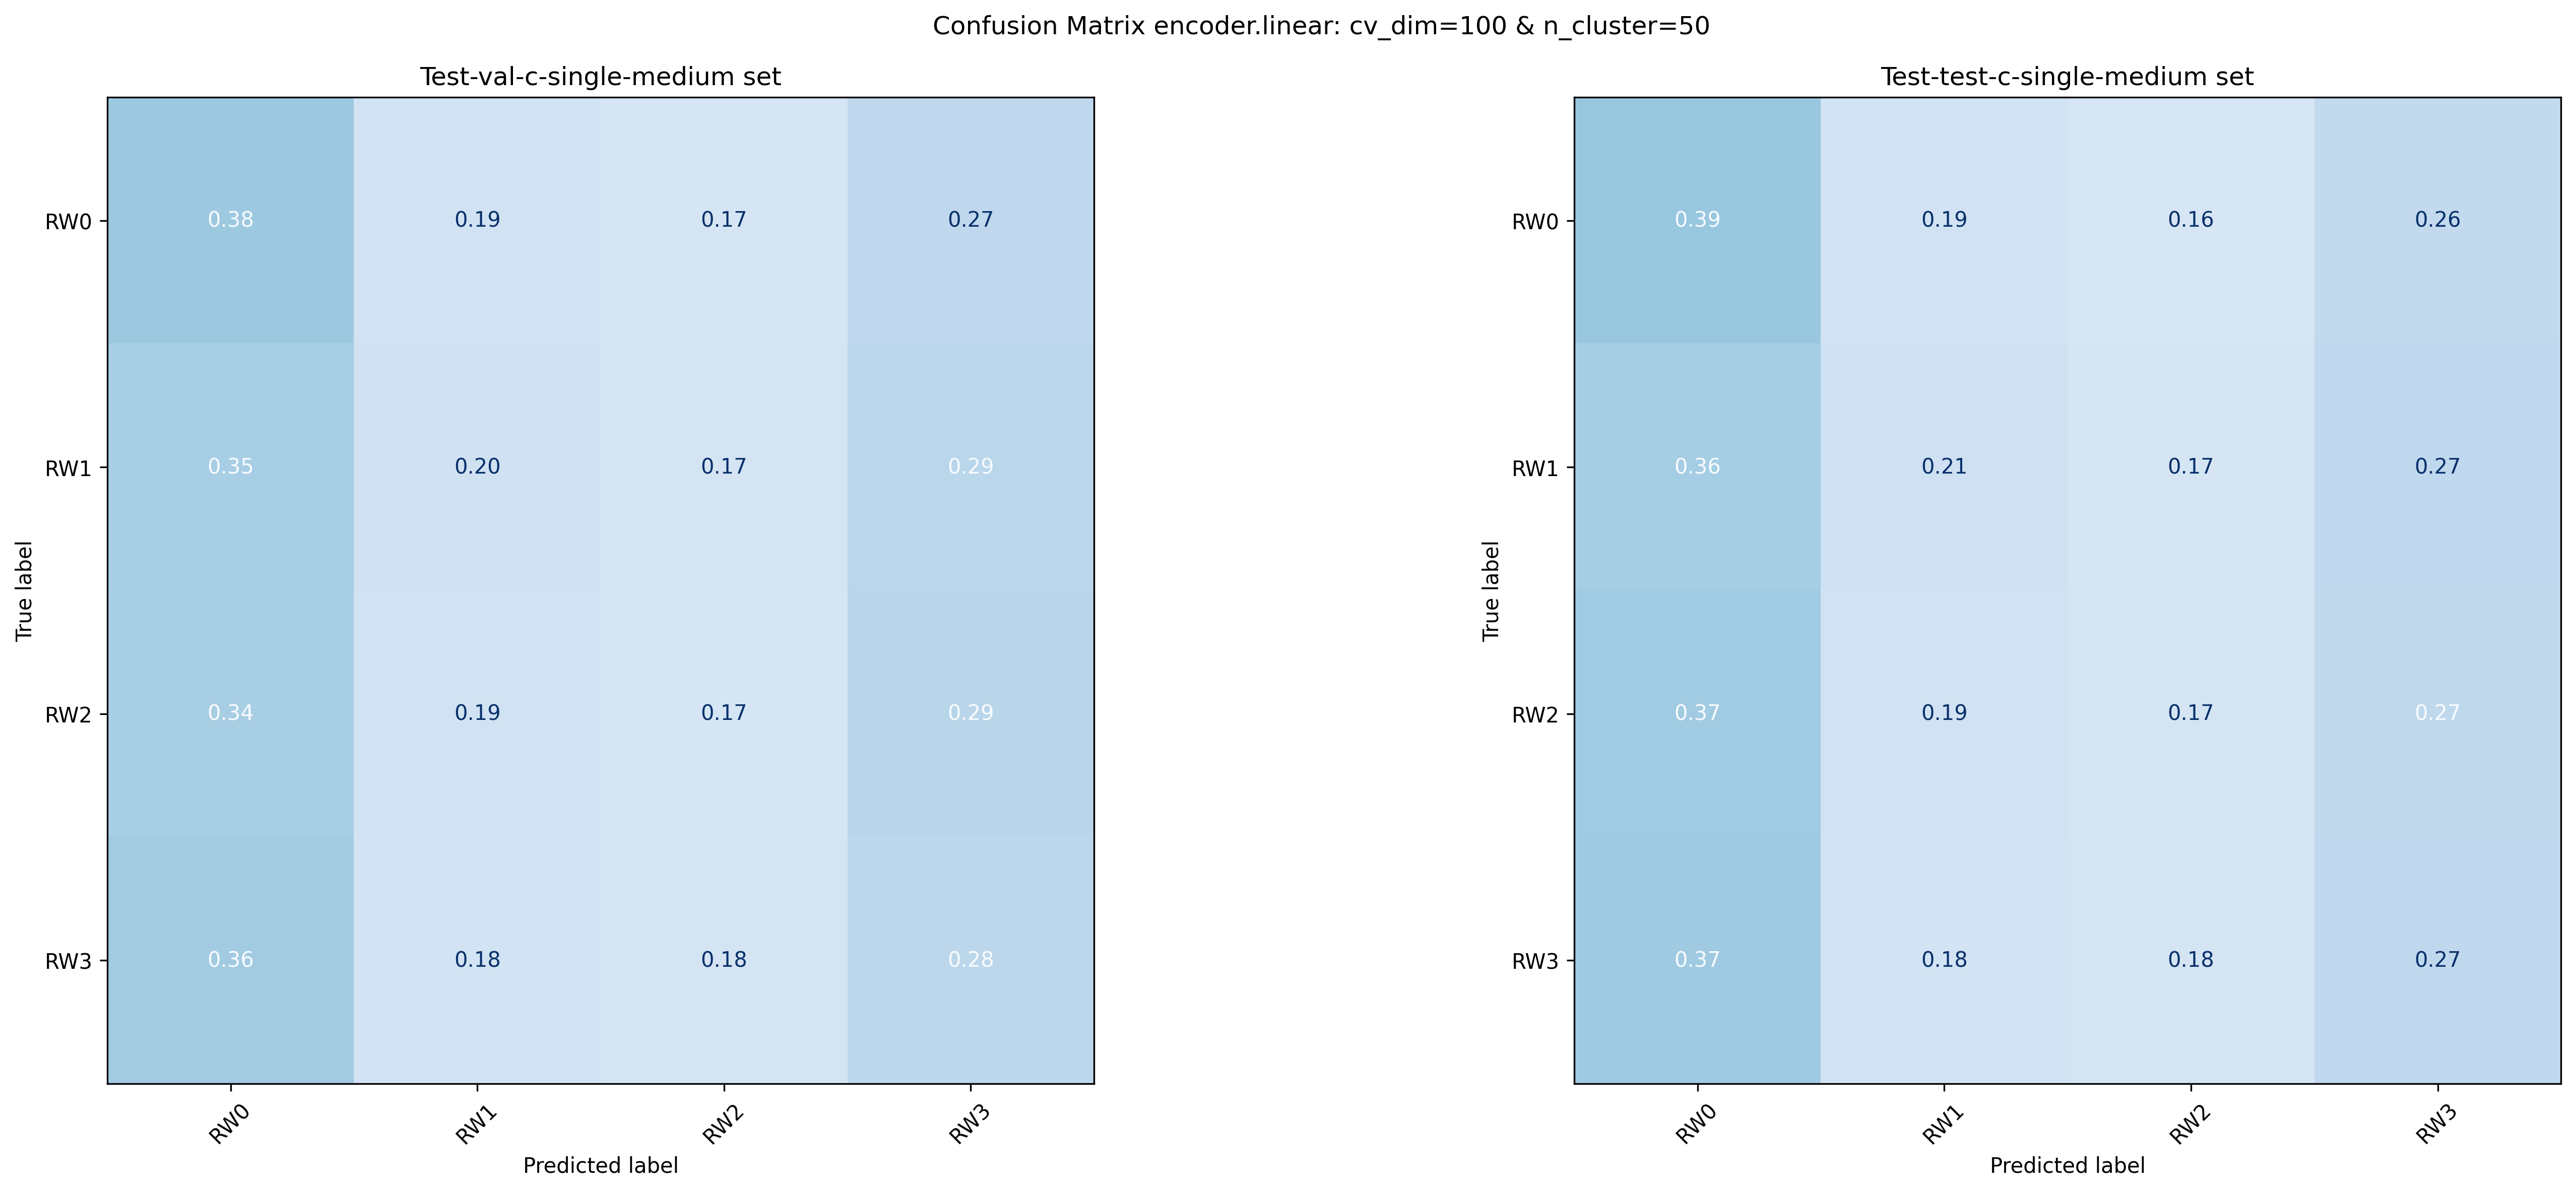 Confusion Matrix encoder.linear: cv_dim=100 & n_cluster=50
Test-val-c-single-medium set
True label
RW0 0.38 0.19 0.17 0.27
RW1 0.35 0.20 0.17 0.29
RW2 0.34 0.19 0.17 0.29
RW3 0.36 0.18 0.18 0.28
RW0 RW1 RW2 RW3
Predicted label
Test-test-c-single-medium set
True label
RW0 0.39 0.19 0.16 0.26
RW1 0.36 0.21 0.17 0.27
RW2 0.37 0.19 0.17 0.27
RW3 0.37 0.18 0.18 0.27
RW0 RW1 RW2 RW3
Predicted label